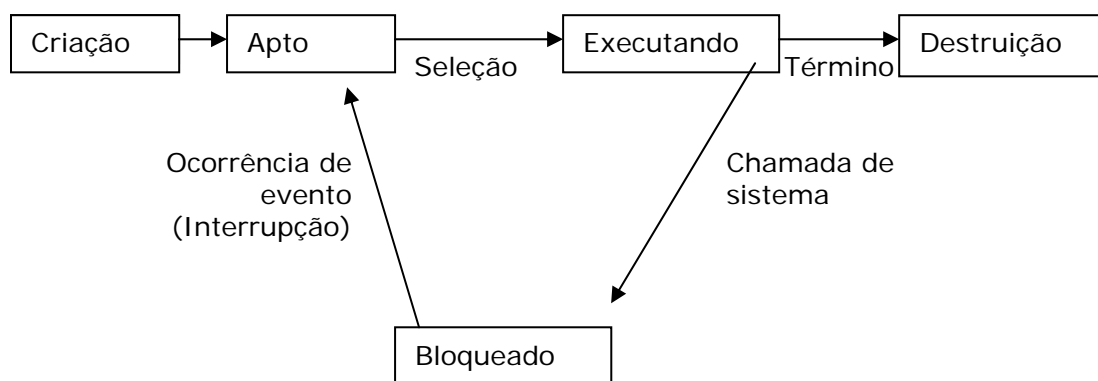 Criação
Apto
Executando
Destruição
Seleção
Término
Ocorrência de
evento
(Interrupção)
Chamada de
sistema
Bloqueado